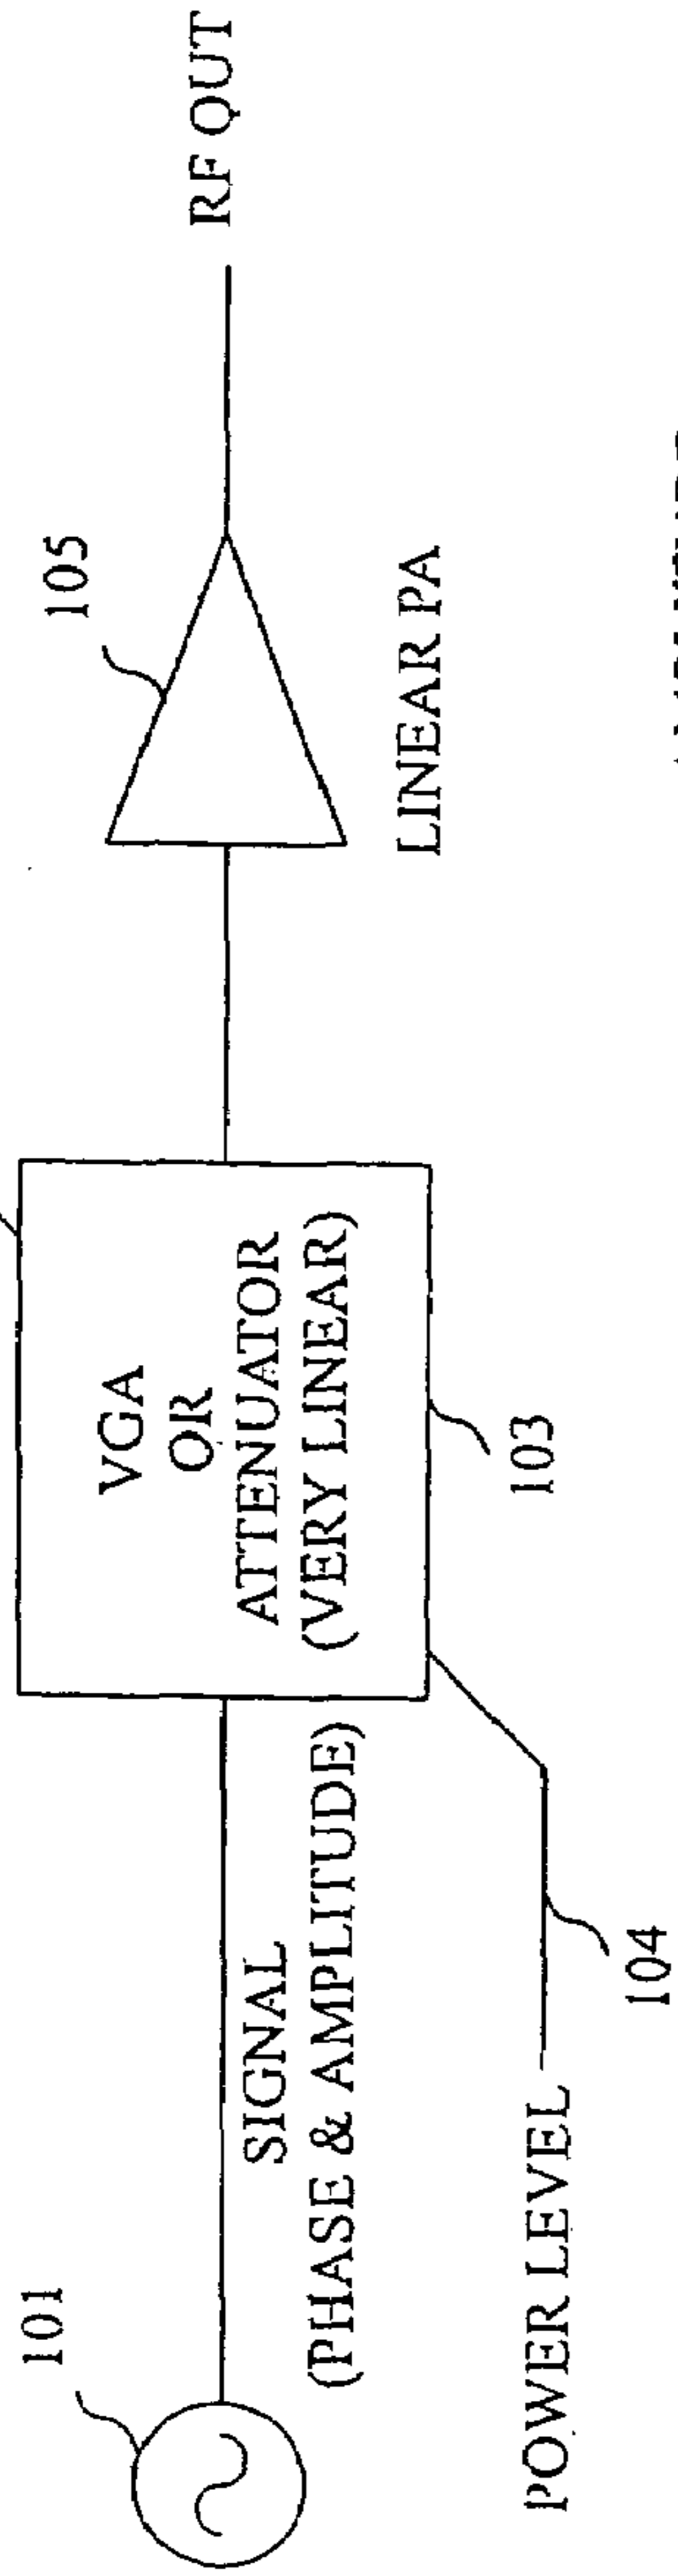 101
SIGNAL
(PHASE & AMPLITUDE)
POWER LEVEL
104
VGA
OR
ATTENUATOR
(VERY LINEAR)
103
105
LINEAR PA
RF OUT